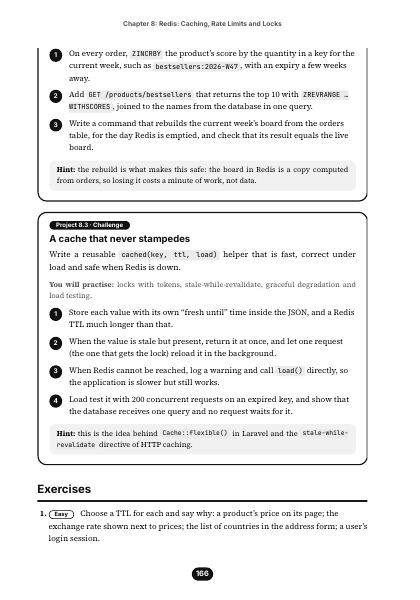 Chapter 8: Redis: Caching, Rate Limits and Locks
1 On every order, ZINCRBY the product's score by the quantity in a key for the
current week, such as bestsellers:2026-W47, with an expiry a few weeks
away.
2 Add GET /products/bestsellers that returns the top 10 with ZREVRANGE …
WITHSCORES, joined to the names from the database in one query.
3 Write a command that rebuilds the current week's board from the orders
table, for the day Redis is emptied, and check that its result equals the live
board.
Hint: the rebuild is what makes this safe: the board in Redis is a copy computed
from orders, so losing it costs a minute of work, not data.
Project 8.3 · Challenge
A cache that never stampedes
Write a reusable cached(key, ttl, load) helper that is fast, correct under
load and safe when Redis is down.
You will practise: locks with tokens, stale-while-revalidate, graceful degradation and
load testing.
1 Store each value with its own “fresh until” time inside the JSON, and a Redis
TTL much longer than that.
2 When the value is stale but present, return it at once, and let one request
(the one that gets the lock) reload it in the background.
3 When Redis cannot be reached, log a warning and call load() directly, so
the application is slower but still works.
4 Load test it with 200 concurrent requests on an expired key, and show that
the database receives one query and no request waits for it.
Hint: this is the idea behind Cache::flexible() in Laravel and the stale-while-
revalidate directive of HTTP caching.
Exercises
1. Easy Choose a TTL for each and say why: a product's price on its page; the
exchange rate shown next to prices; the list of countries in the address form; a user's
login session.
166